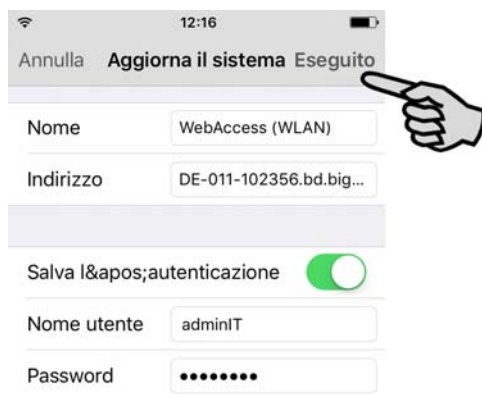 12:16
Annulla Aggiorna il sistema Eseguito
Nome WebAccess (WLAN)
Indirizzo DE-011-102356.bd.big...
Salva l&apos;autenticazione
Nome utente adminIT
Password ••••••••